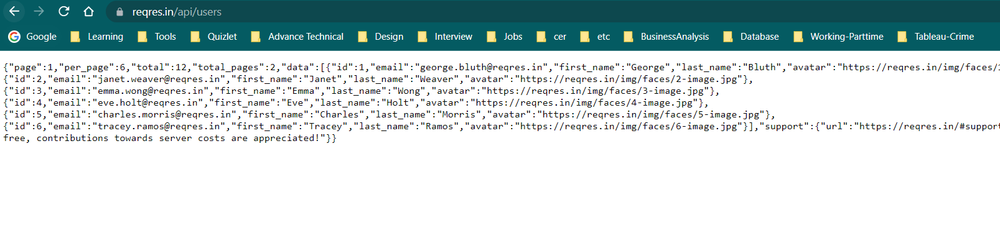 reqres.in/api/users
Google Learning Tools Quizlet Advance Technical Design Interview Jobs cer etc BusinessAnalysis Database Working-Parttime Tableau-Crime
{"page":1,"per_page":6,"total":12,"total_pages":2,"data":[{"id":1,"email":"george.bluth@reqres.in","first_name":"George","last_name":"Bluth","avatar":"https://reqres.in/img/faces/1
{"id":2,"email":"janet.weaver@reqres.in","first_name":"Janet","last_name":"Weaver","avatar":"https://reqres.in/img/faces/2-image.jpg"},
{"id":3,"email":"emma.wong@reqres.in","first_name":"Emma","last_name":"Wong","avatar":"https://reqres.in/img/faces/3-image.jpg"},
{"id":4,"email":"eve.holt@reqres.in","first_name":"Eve","last_name":"Holt","avatar":"https://reqres.in/img/faces/4-image.jpg"},
{"id":5,"email":"charles.morris@reqres.in","first_name":"Charles","last_name":"Morris","avatar":"https://reqres.in/img/faces/5-image.jpg"},
{"id":6,"email":"tracey.ramos@reqres.in","first_name":"Tracey","last_name":"Ramos","avatar":"https://reqres.in/img/faces/6-image.jpg"}],"support":{"url":"https://reqres.in/#support
free, contributions towards server costs are appreciated!"}}